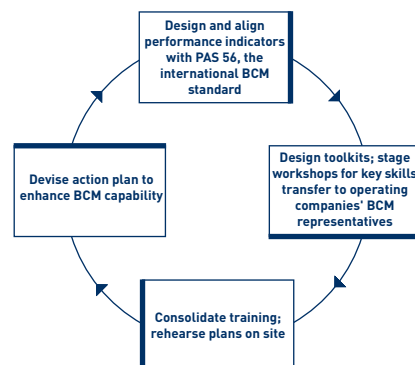 Design and align
performance indicators
with PAS 56, the
international BCM
standard
Design toolkits; stage
workshops for key skills
transfer to operating
companies' BCM
representatives
Consolidate training;
rehearse plans on site
Devise action plan to
enhance BCM capability